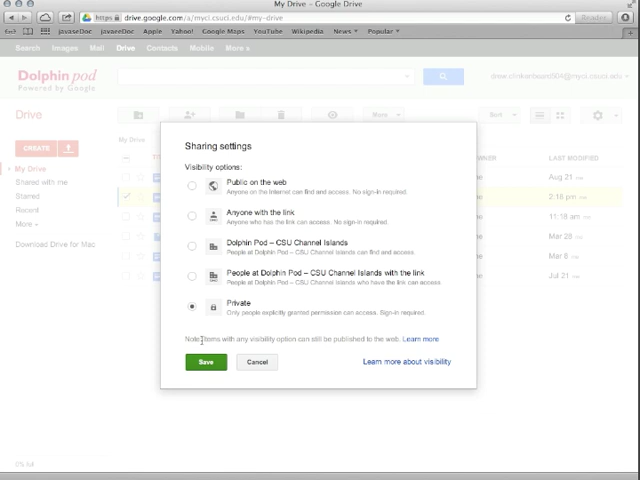 My Drive – Google Drive
https drive.google.com/a/myci.csuci.edu/#my-drive Reader
javaseDoc javareeDoc Apple Yahoo! Google Maps YouTube Wikipedia News Popular
Search Images Mail Drive Contacts Mobile More
Dolphin pod
Powered by Google
Drive More Sort
CREATE My Drive
My Drive
Shared with me
Starred
Recent
More
Download Drive for Mac
OWNER LAST MODIFIED
Aug 21
2:18 pm
11:18 am
Mar 28
Mar 8
Jul 21
Sharing settings
Visibility options:
Public on the web
Anyone on the Internet can find and access. No sign-in required.
Anyone with the link
Anyone who has the link can access. No sign-in required.
Dolphin Pod – CSU Channel Islands
People at Dolphin Pod – CSU Channel Islands can find and access.
People at Dolphin Pod – CSU Channel Islands with the link
People at Dolphin Pod – CSU Channel Islands who have the link can access
Private
Only people explicitly granted permission can access. Sign-in required.
Note: Items with any visibility option can still be published to the web. Learn more
Save Cancel Learn more about visibility